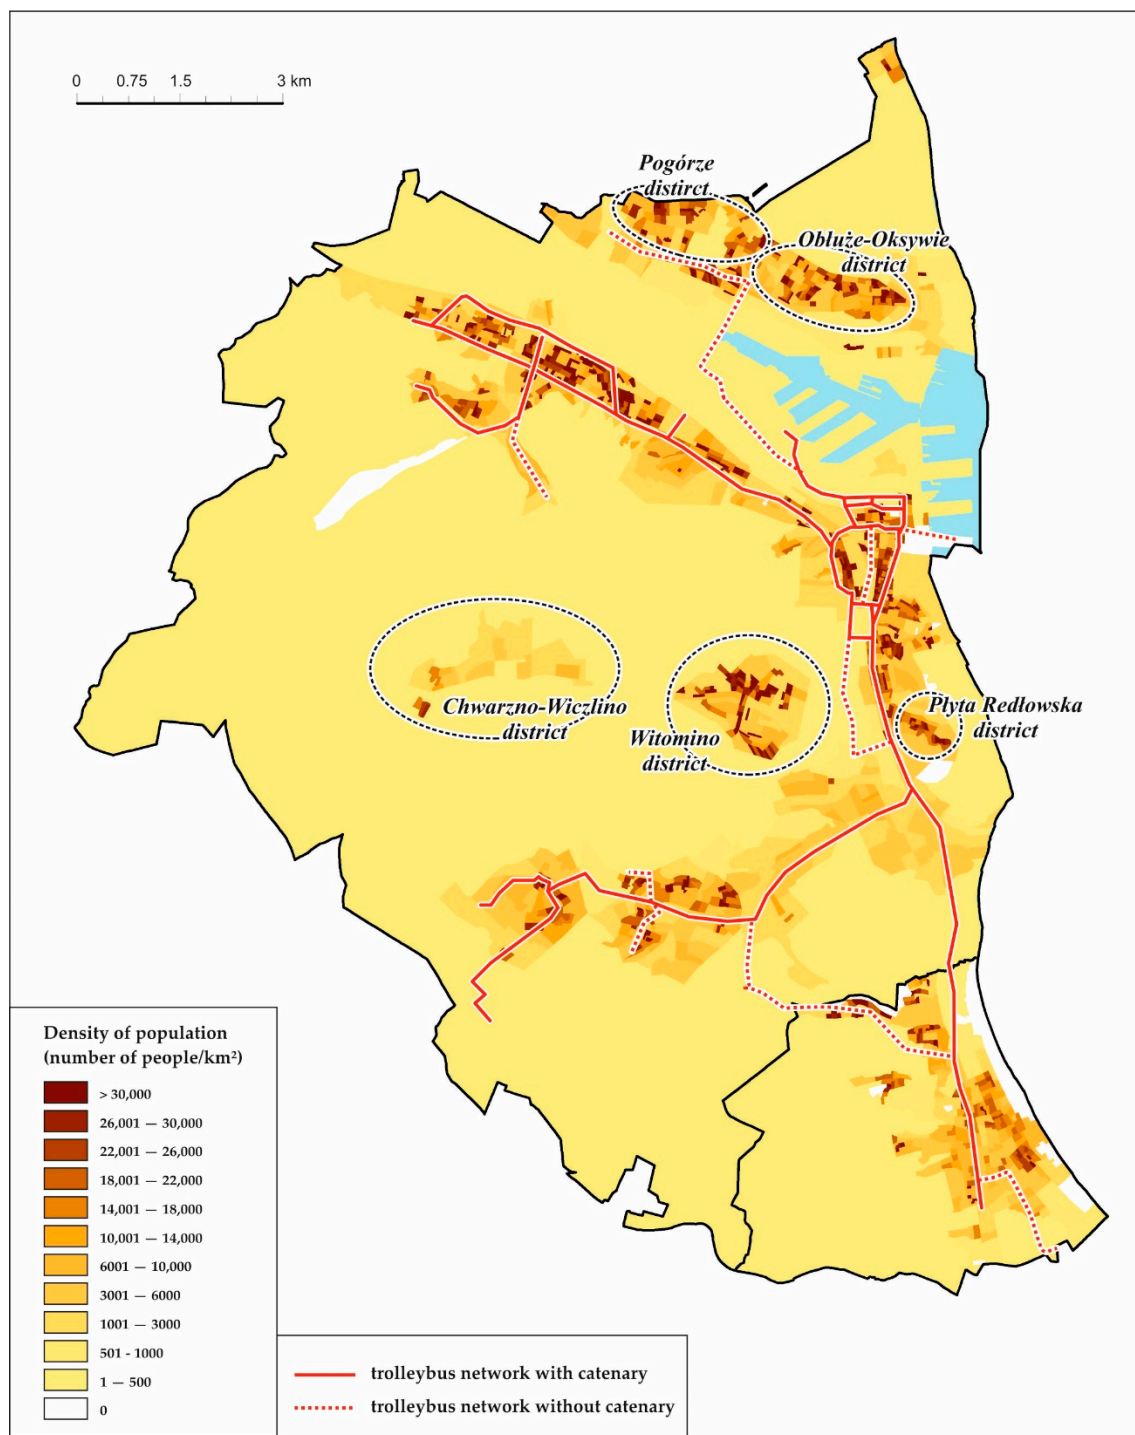 0 0.75 1.5 3 km
Pogórze
distirct
Obłuże-Oksywie
district
Chwarzno-Wiczlino
district
Witomino
district
Płyta Redłowska
district
Density of population
(number of people/km²)
> 30,000
26,001 — 30,000
22,001 — 26,000
18,001 — 22,000
14,001 — 18,000
10,001 — 14,000
6001 — 10,000
3001 — 6000
1001 — 3000
501 - 1000
1 — 500
0
trolleybus network with catenary
trolleybus network without catenary